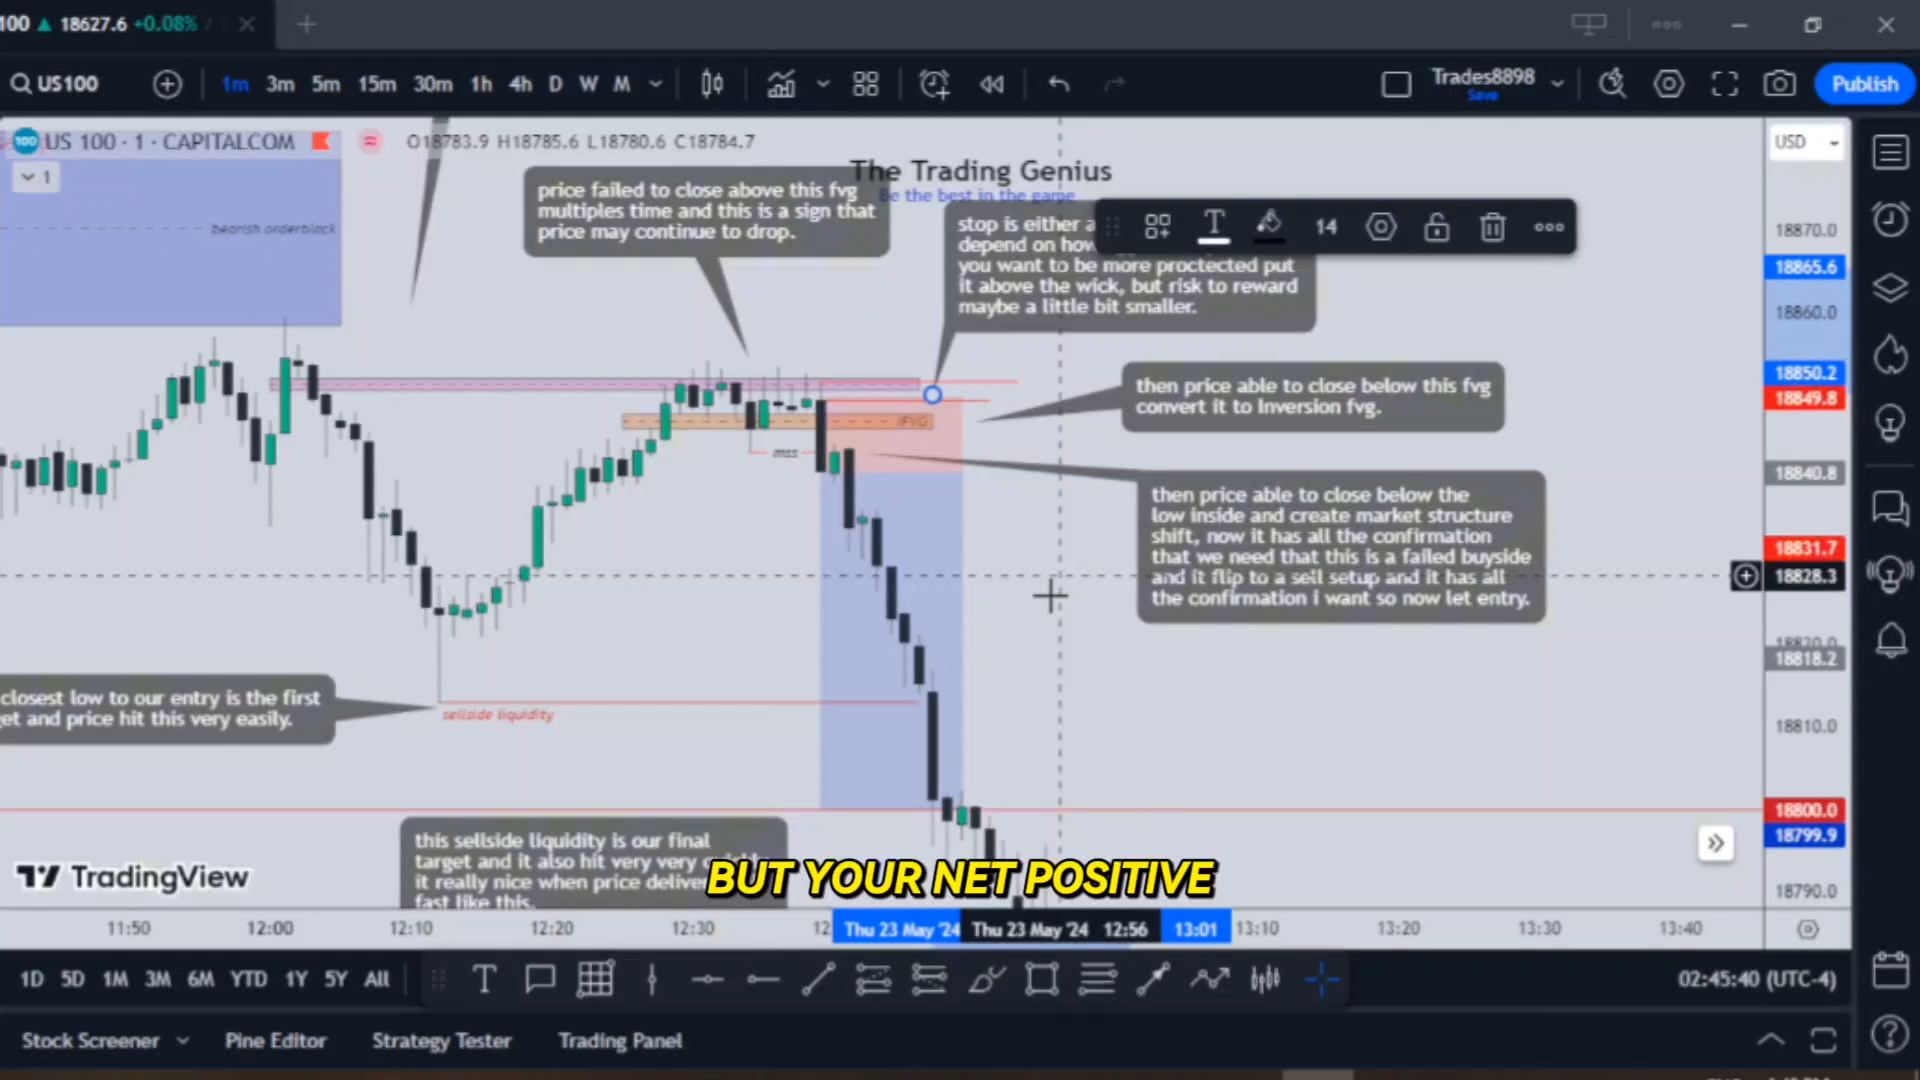 100 18627.6 +0.08%
US100 1m 3m 5m 15m 30m 1h 4h D W M Trades8898 Save Publish
100 US 100 · 1 · CAPITALCOM O18783.9 H18785.6 L18780.6 C18784.7
1
USD
The Trading Genius
Be the best in the game
bearish orderblock
price failed to close above this fvg
multiples time and this is a sign that
price may continue to drop.
stop is either a
depend on how
you want to be more proctected put
it above the wick, but risk to reward
maybe a little bit smaller.
14
then price able to close below this fvg
convert it to Inversion fvg.
IFVG
mss
then price able to close below the
low inside and create market structure
shift, now it has all the confirmation
that we need that this is a failed buyside
and it flip to a sell setup and it has all
the confirmation i want so now let entry.
closest low to our entry is the first
get and price hit this very easily.
sellside liquidity
this sellside liquidity is our final
target and it also hit very very
it really nice when price deliver
fast like this.
BUT YOUR NET POSITIVE
TradingView
18870.0
18865.6
18860.0
18850.2
18849.8
18840.8
18831.7
18828.3
18820.0
18818.2
18810.0
18800.0
18799.9
18790.0
11:50 12:00 12:10 12:20 12:30 12 Thu 23 May '24 Thu 23 May '24 12:56 13:01 13:10 13:20 13:30 13:40
1D 5D 1M 3M 6M YTD 1Y 5Y All 02:45:40 (UTC-4)
Stock Screener Pine Editor Strategy Tester Trading Panel